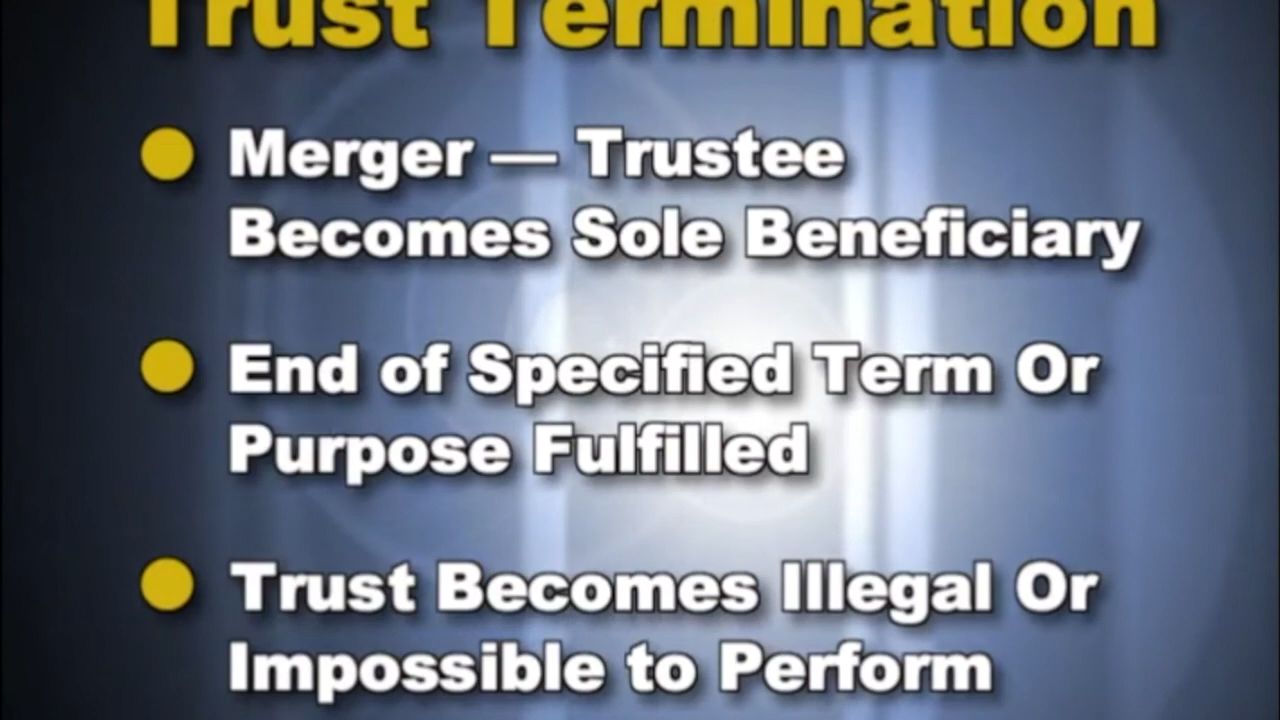 Trust Termination
Merger — Trustee
Becomes Sole Beneficiary
End of Specified Term Or
Purpose Fulfilled
Trust Becomes Illegal Or
Impossible to Perform